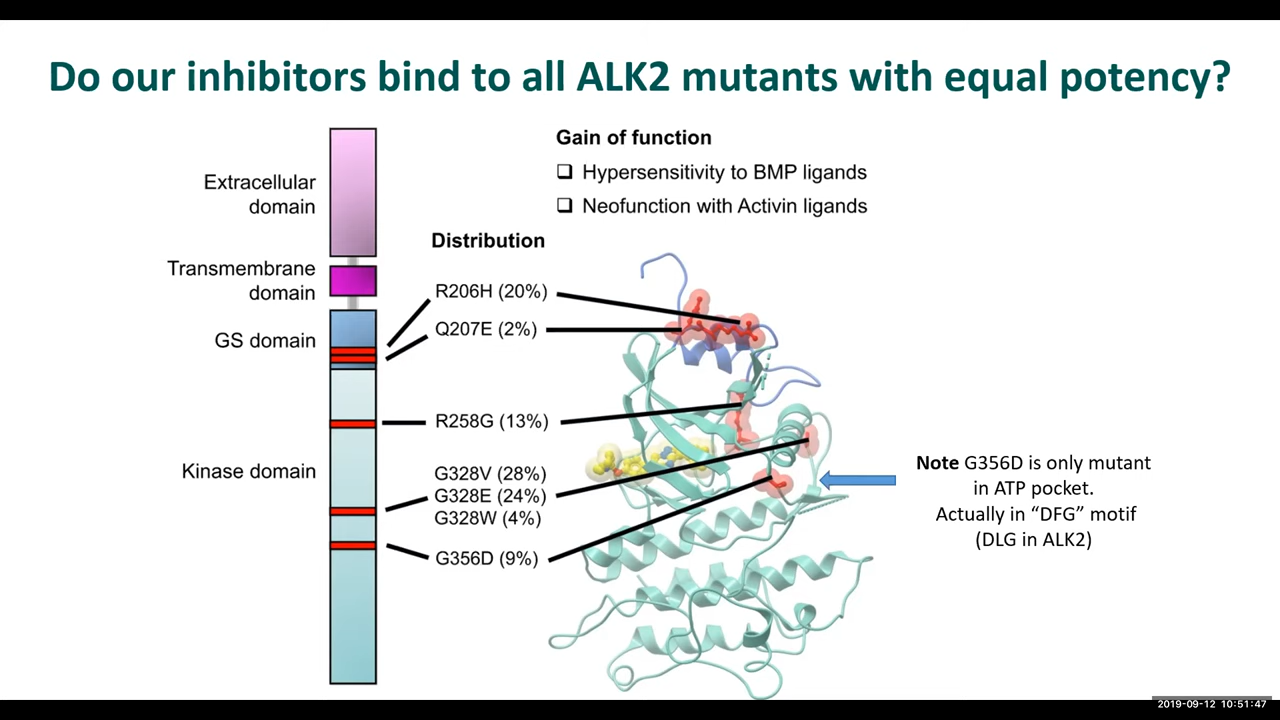 Do our inhibitors bind to all ALK2 mutants with equal potency?
Gain of function
❑ Hypersensitivity to BMP ligands
❑ Neofunction with Activin ligands
Extracellular
domain
Transmembrane
domain
GS domain
Kinase domain
Distribution
R206H (20%)
Q207E (2%)
R258G (13%)
G328V (28%)
G328E (24%)
G328W (4%)
G356D (9%)
Note G356D is only mutant
in ATP pocket.
Actually in “DFG” motif
(DLG in ALK2)
2019-09-12 10:51:47